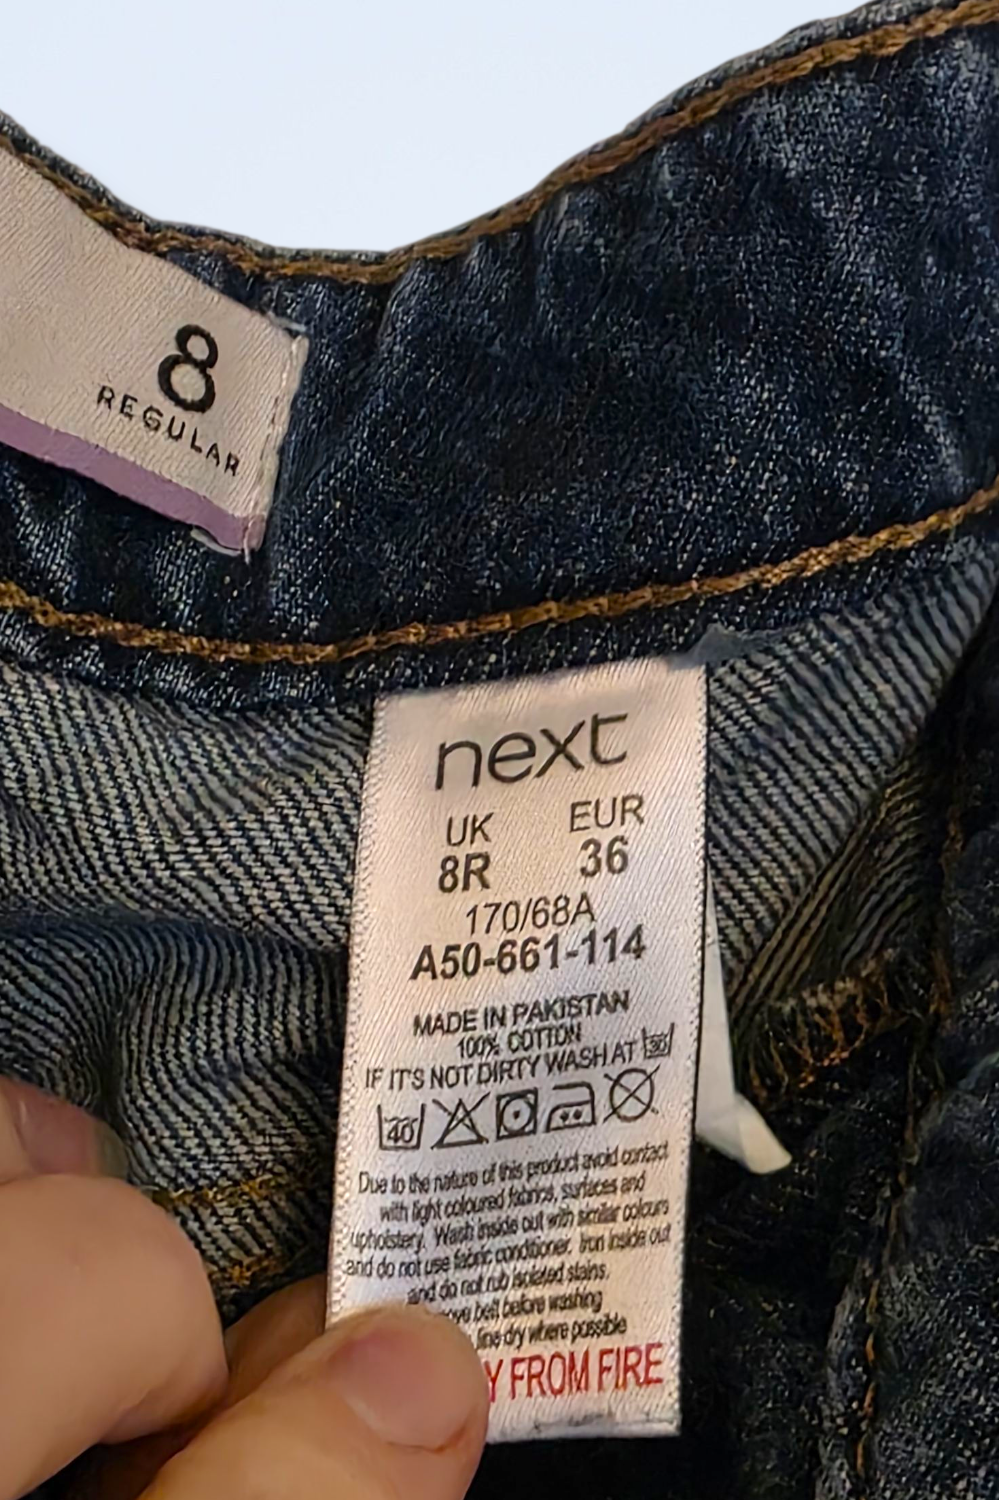 8
REGULAR
next
UK EUR
8R 36
170/68A
A50-661-114
MADE IN PAKISTAN
100% COTTON
IF IT'S NOT DIRTY WASH AT 30
40
Due to the nature of this product avoid contact
with light coloured fabrics, surfaces and
upholstery. Wash inside out with similar colours
and do not use fabric conditioner. Iron inside out
and do not rub isolated stains.
belt before washing
line dry where possible
FROM FIRE